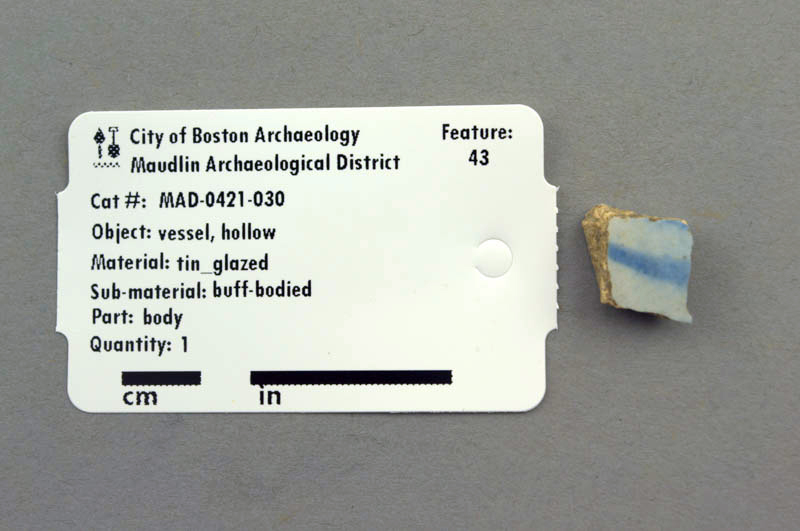 City of Boston Archaeology
Maudlin Archaeological District
Feature:
43
Cat #: MAD-0421-030
Object: vessel, hollow
Material: tin_glazed
Sub-material: buff-bodied
Part: body
Quantity: 1
cm in